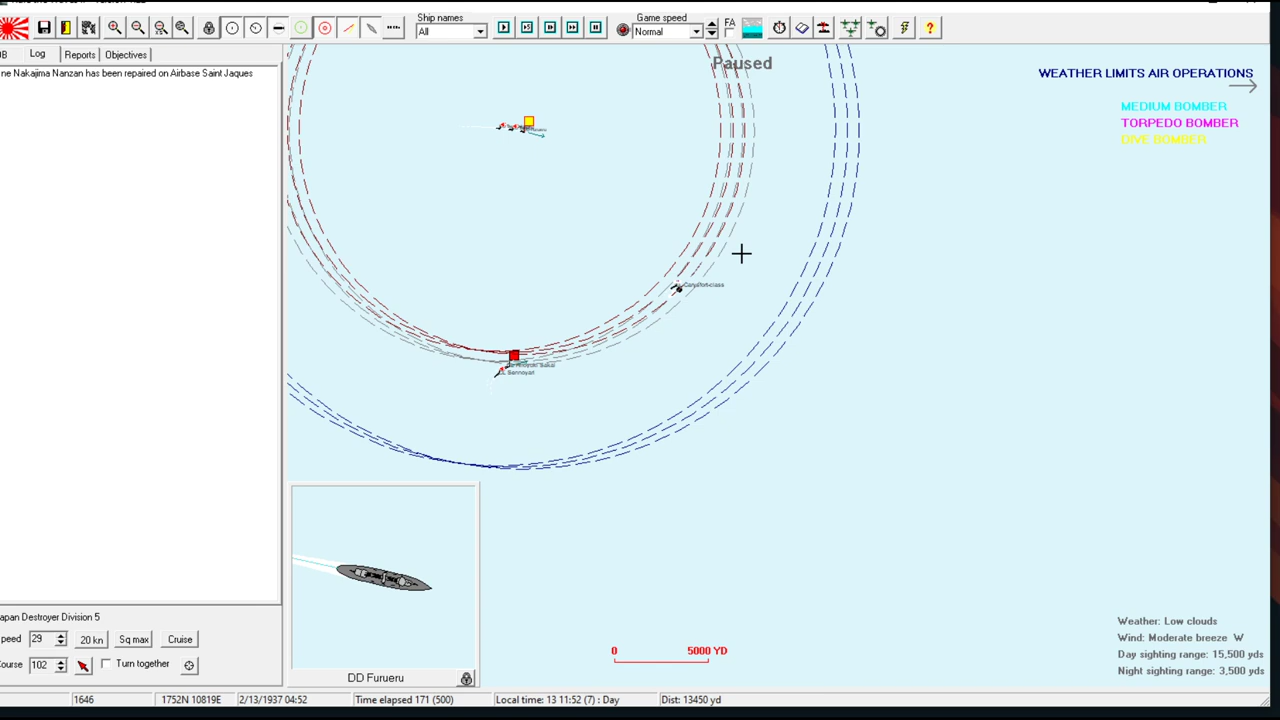 Ship names
Game speed
All
Normal
FA
Log
Reports
Objectives
ne Nakajima Nanzan has been repaired on Airbase Saint Jaques
Paused
WEATHER LIMITS AIR OPERATIONS
MEDIUM BOMBER
TORPEDO BOMBER
DIVE BOMBER
apan Destroyer Division 5
peed
29
20 kn
Sq max
Cruise
ourse
102
Turn together
DD Furueru
0
5000 YD
Weather: Low clouds
Wind: Moderate breeze W
Day sighting range: 15,500 yds
Night sighting range: 3,500 yds
1646
1752N 10819E
2/13/1937 04:52
Time elapsed 171 (500)
Local time: 13 11:52 (7) : Day
Dist: 13450 yd